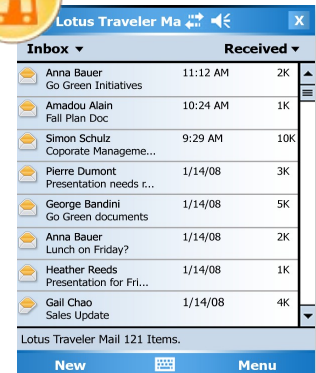 Lotus Traveler Ma
X
Inbox Received
Anna Bauer 11:12 AM 2K
Go Green Initiatives
Amadou Alain 10:24 AM 1K
Fall Plan Doc
Simon Schulz 9:29 AM 10K
Coporate Manageme...
Pierre Dumont 1/14/08 3K
Presentation needs r...
George Bandini 1/14/08 5K
Go Green documents
Anna Bauer 1/14/08 2K
Lunch on Friday?
Heather Reeds 1/14/08 1K
Presentation for Fri...
Gail Chao 1/14/08 4K
Sales Update
Lotus Traveler Mail 121 Items.
New Menu